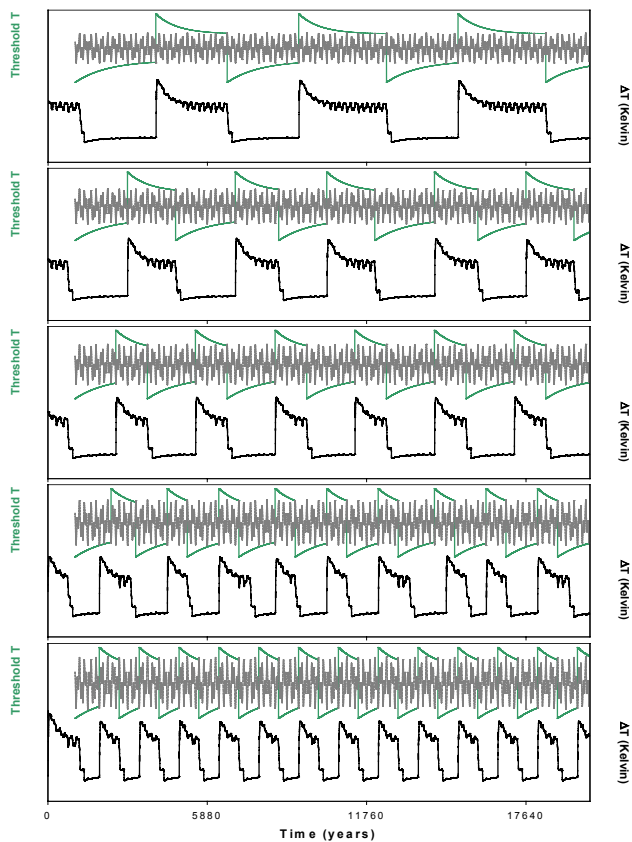 Threshold T
ΔT (Kelvin)
Threshold T
ΔT (Kelvin)
Threshold T
ΔT (Kelvin)
Threshold T
ΔT (Kelvin)
Threshold T
ΔT (Kelvin)
0 5880 11760 17640
Time (years)